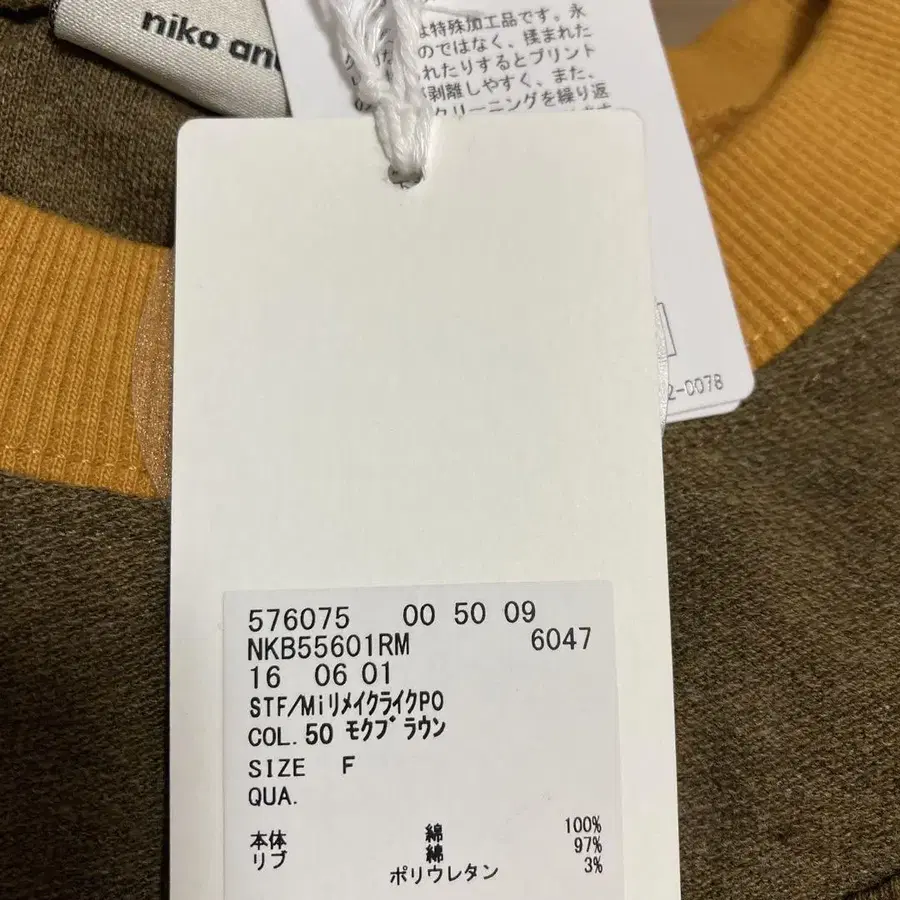 niko an
は特殊加工品です。永
のではなく、揉まれた
れたりするとプリント
剥離しやすく、また、
クリーニングを繰り返
2-0078
576075 00 50 09
NKB55601RM 6047
16 06 01
STF/MiリメイクライクPO
COL. 50 モクブラウン
SIZE F
QUA.
本体 綿 100%
リブ 綿 97%
ポリウレタン 3%